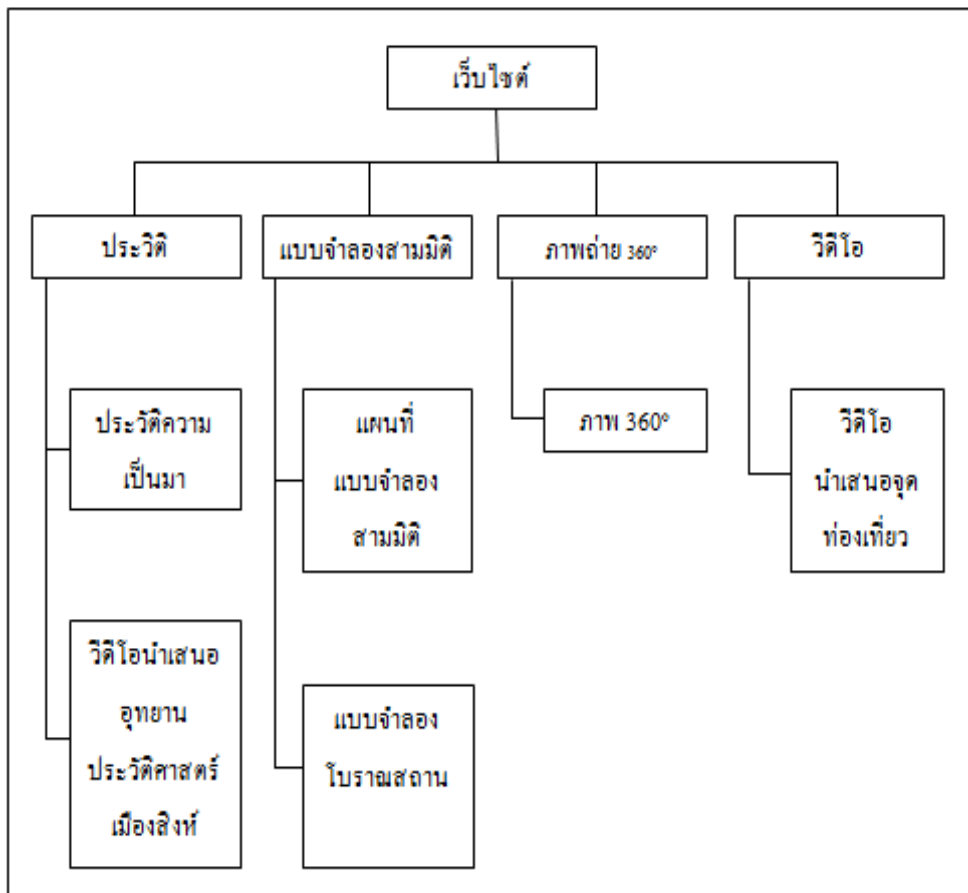 เว็บไซต์
ประวิติ
แบบจำลองสามมิติ
ภาพถ่าย 360°
วีดีโอ
ประวัติความ
เป็นมา
แผนที่
แบบจำลอง
สามมิติ
ภาพ 360°
วีดีโอ
นำเสนอจุด
ท่องเที่ยว
วีดีโอนำเสนอ
อุทยาน
ประวัติศาสตร์
เมืองสิงห์
แบบจำลอง
โบราณสถาน